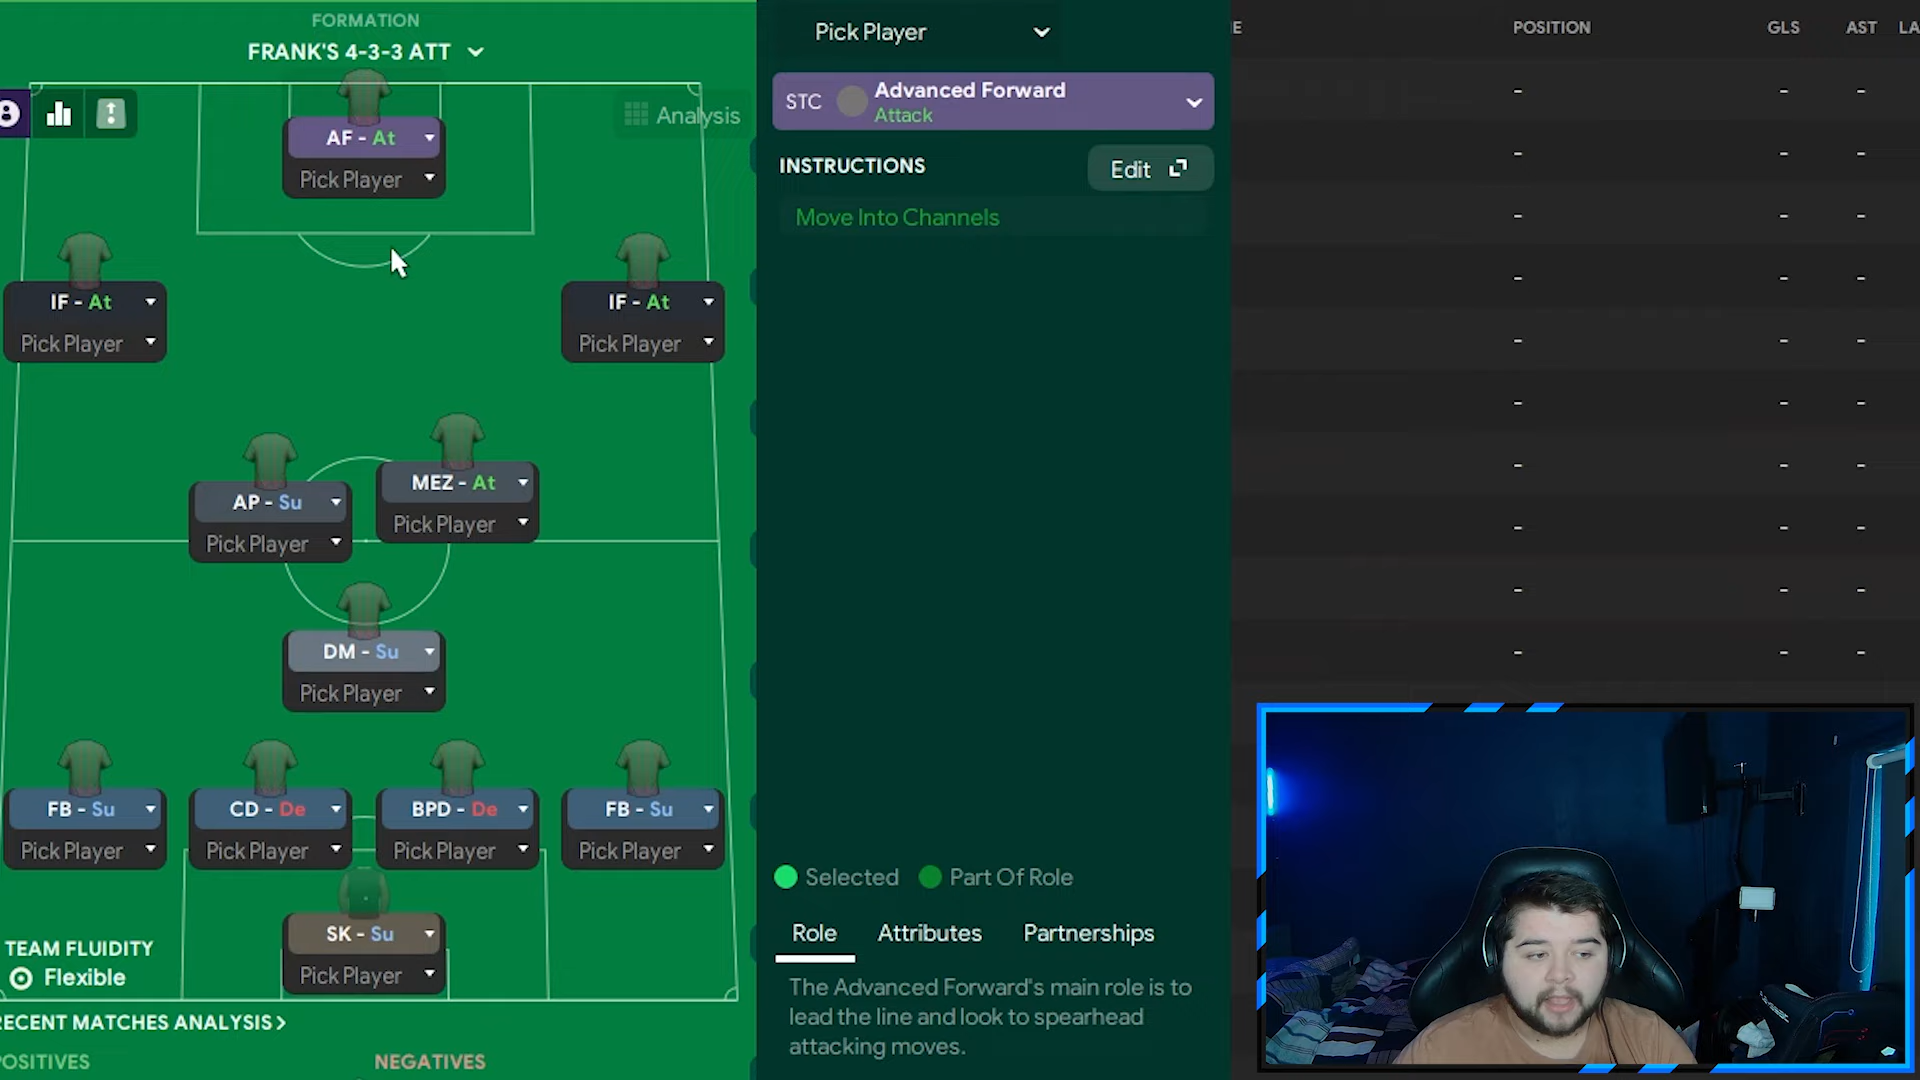 FORMATION
FRANK'S 4-3-3 ATT
Analysis
AF - At
Pick Player
IF - At
Pick Player
IF - At
Pick Player
AP - Su
Pick Player
MEZ - At
Pick Player
DM - Su
Pick Player
FB - Su
Pick Player
CD - De
Pick Player
BPD - De
Pick Player
FB - Su
Pick Player
SK - Su
Pick Player
TEAM FLUIDITY
Flexible
RECENT MATCHES ANALYSIS >
POSITIVES
NEGATIVES
Pick Player
STC
Advanced Forward
Attack
INSTRUCTIONS
Edit
Move Into Channels
Selected
Part Of Role
Role Attributes Partnerships
The Advanced Forward's main role is to
lead the line and look to spearhead
attacking moves.
E POSITION GLS AST LA
- - -
- - -
- - -
- - -
- - -
- - -
- - -
- - -
- - -
- - -